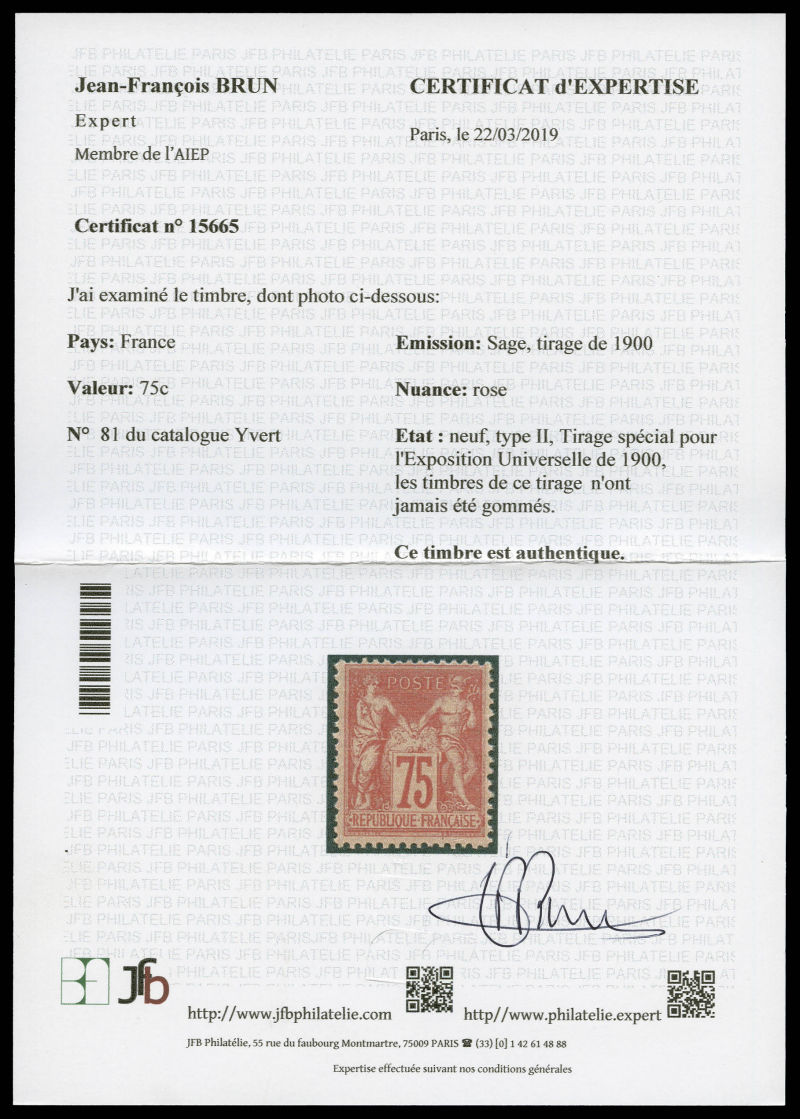 Jean-François BRUN
Expert
Membre de l'AIEP
CERTIFICAT d'EXPERTISE
Paris, le 22/03/2019
Certificat n° 15665
J'ai examiné le timbre, dont photo ci-dessous:
Pays: France
Emission: Sage, tirage de 1900
Valeur: 75c
Nuance: rose
N° 81 du catalogue Yvert
Etat : neuf, type II, Tirage spécial pour
l'Exposition Universelle de 1900,
les timbres de ce tirage n'ont
jamais été gommés.
Ce timbre est authentique.
POSTE
75
REPUBLIQUE·FRANÇAISE
Jfb
http//www.jfbphilatelie.com
http//www.philatelie.expert
JFB Philatélie, 55 rue du faubourg Montmartre, 75009 PARIS ☎ (33) [0] 1 42 61 48 88
Expertise effectuée suivant nos conditions générales